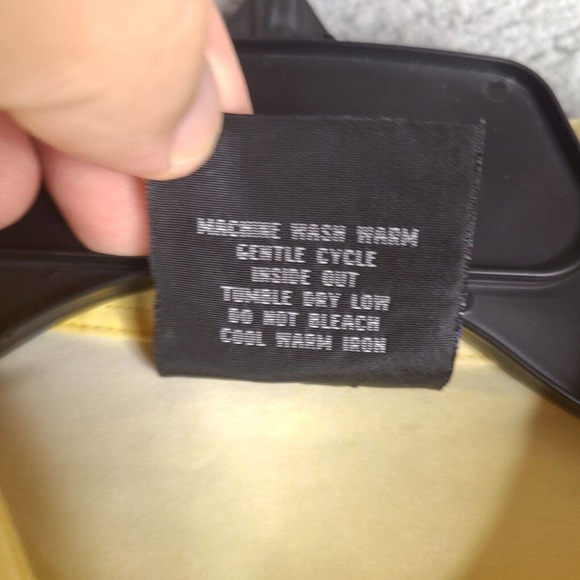 MACHINE WASH WARM
GENTLE CYCLE
INSIDE OUT
TUMBLE DRY LOW
DO NOT BLEACH
COOL WARM IRON